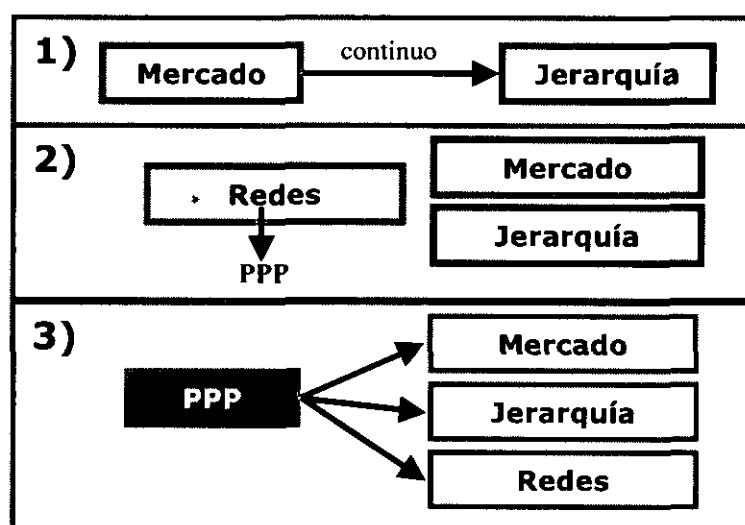 1)
Mercado
continuo
Jerarquía
2)
Redes
PPP
Mercado
Jerarquía
3)
PPP
Mercado
Jerarquía
Redes